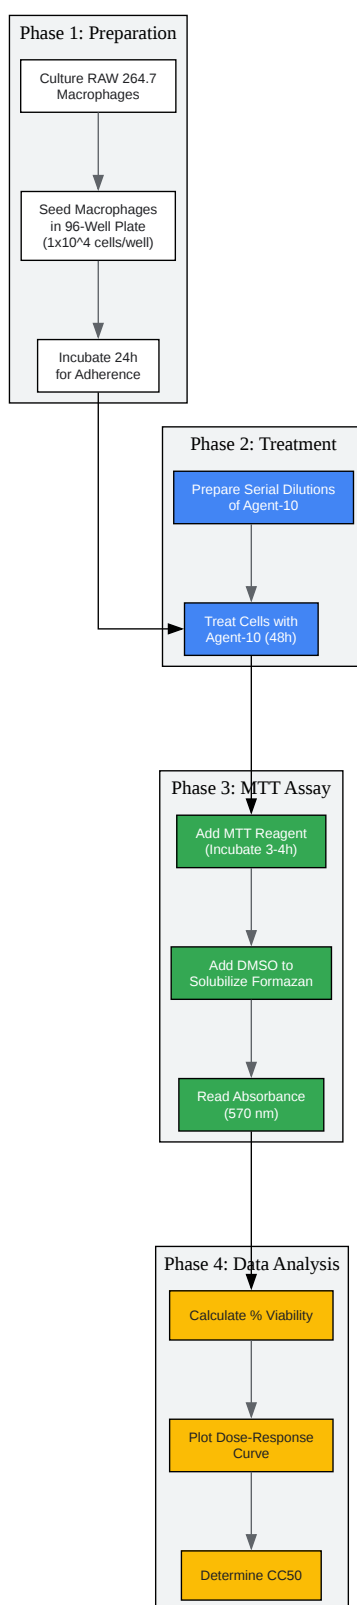 Phase 1: Preparation
Culture RAW 264.7
Macrophages
Seed Macrophages
in 96-Well Plate
(1x10^4 cells/well)
Incubate 24h
for Adherence
Phase 2: Treatment
Prepare Serial Dilutions
of Agent-10
Treat Cells with
Agent-10 (48h)
Phase 3: MTT Assay
Add MTT Reagent
(Incubate 3-4h)
Add DMSO to
Solubilize Formazan
Read Absorbance
(570 nm)
Phase 4: Data Analysis
Calculate % Viability
Plot Dose-Response
Curve
Determine CC50